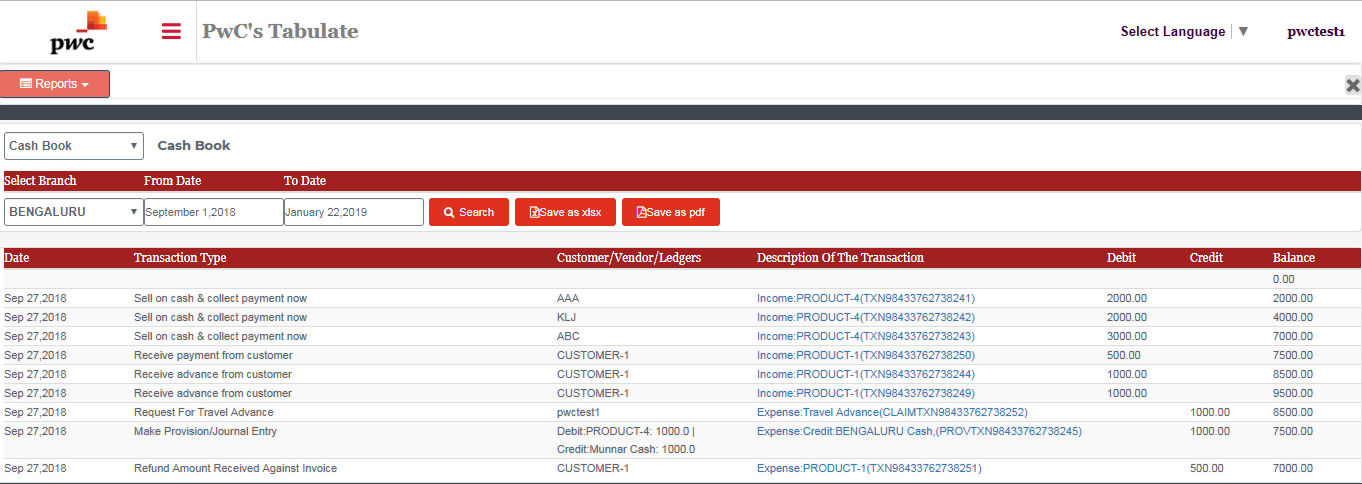 pwc
PwC's Tabulate
Select Language ▼ pwctest1
Reports
Cash Book Cash Book
Select Branch From Date To Date
BENGALURU September 1,2018 January 22,2019 Search Save as xlsx Save as pdf
Date Transaction Type Customer/Vendor/Ledgers Description Of The Transaction Debit Credit Balance
0.00
Sep 27,2018 Sell on cash & collect payment now AAA Income:PRODUCT-4(TXN98433762738241) 2000.00 2000.00
Sep 27,2018 Sell on cash & collect payment now KLJ Income:PRODUCT-4(TXN98433762738242) 2000.00 4000.00
Sep 27,2018 Sell on cash & collect payment now ABC Income:PRODUCT-4(TXN98433762738243) 3000.00 7000.00
Sep 27,2018 Receive payment from customer CUSTOMER-1 Income:PRODUCT-1(TXN98433762738250) 500.00 7500.00
Sep 27,2018 Receive advance from customer CUSTOMER-1 Income:PRODUCT-1(TXN98433762738244) 1000.00 8500.00
Sep 27,2018 Receive advance from customer CUSTOMER-1 Income:PRODUCT-1(TXN98433762738249) 1000.00 9500.00
Sep 27,2018 Request For Travel Advance pwctest1 Expense:Travel Advance(CLAIMTXN98433762738252) 1000.00 8500.00
Sep 27,2018 Make Provision/Journal Entry Debit:PRODUCT-4: 1000.0 | Expense:Credit:BENGALURU Cash,(PROVTXN98433762738245) 1000.00 7500.00
Credit:Munnar Cash: 1000.0
Sep 27,2018 Refund Amount Received Against Invoice CUSTOMER-1 Expense:PRODUCT-1(TXN98433762738251) 500.00 7000.00